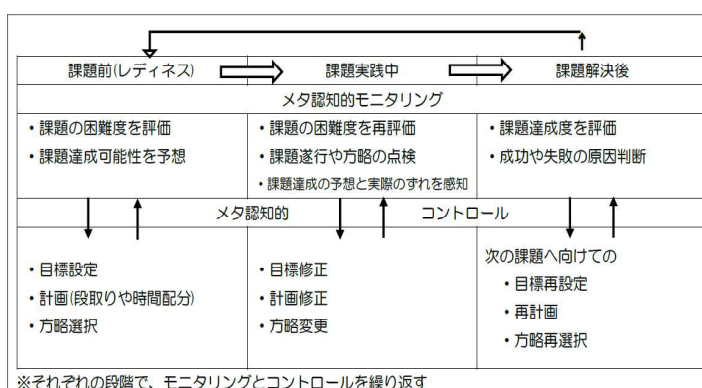 課題前(レディネス) 課題実践中 課題解決後
メタ認知的モニタリング
・課題の困難度を評価
・課題達成可能性を予想
・課題の困難度を再評価
・課題遂行や方略の点検
・課題達成の予想と実際のずれを感知
・課題達成度を評価
・成功や失敗の原因判断
メタ認知的 コントロール
・目標設定
・計画(段取りや時間配分)
・方略選択
・目標修正
・計画修正
・方略変更
次の課題へ向けての
・目標再設定
・再計画
・方略再選択
※それぞれの段階で、モニタリングとコントロールを繰り返す